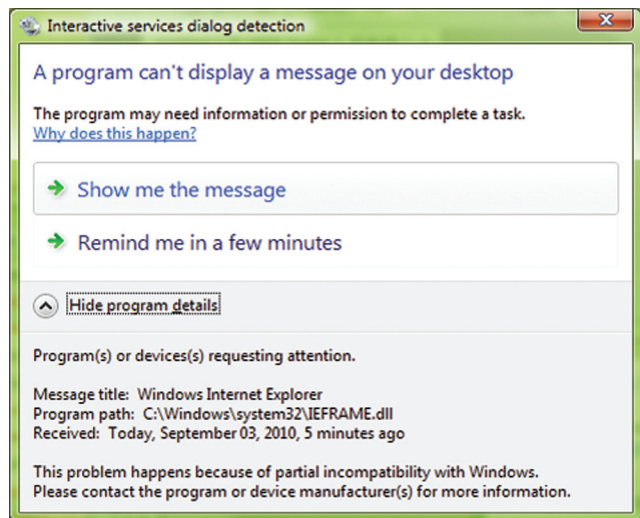 Interactive services dialog detection
A program can't display a message on your desktop
The program may need information or permission to complete a task.
Why does this happen?
Show me the message
Remind me in a few minutes
Hide program details
Program(s) or devices(s) requesting attention.
Message title:  Windows Internet Explorer
Program path:  C:\Windows\system32\IEFRAME.dll
Received:  Today, September 03, 2010, 5 minutes ago
This problem happens because of partial incompatibility with Windows.
Please contact the program or device manufacturer(s) for more information.